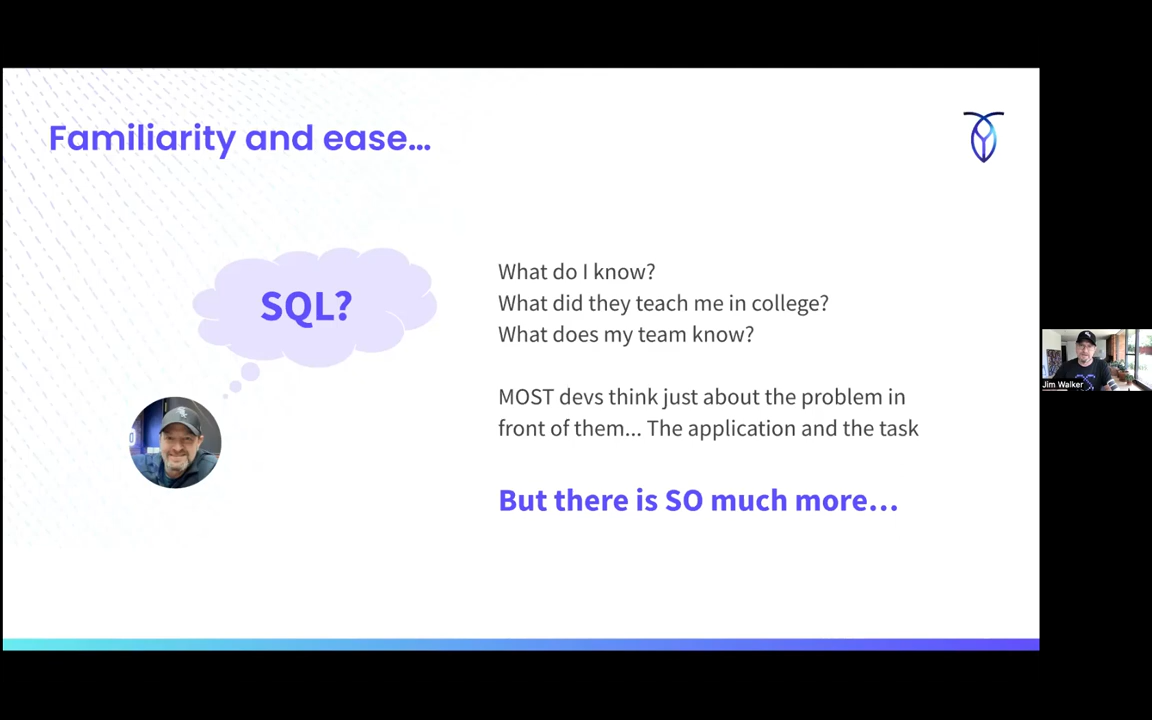 Familiarity and ease…
SQL?
What do I know?
What did they teach me in college?
What does my team know?
MOST devs think just about the problem in
front of them... The application and the task
But there is SO much more…
Jim Walker